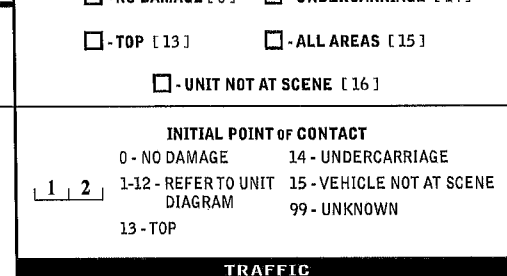 - NO DAMAGE [ 0 ] - UNDERCARRIAGE [ 14 ]
- TOP [ 13 ] - ALL AREAS [ 15 ]
- UNIT NOT AT SCENE [ 16 ]
INITIAL POINT OF CONTACT
0 - NO DAMAGE 14 - UNDERCARRIAGE
1 2 1-12 - REFER TO UNIT 15 - VEHICLE NOT AT SCENE
DIAGRAM 99 - UNKNOWN
13 - TOP
TRAFFIC